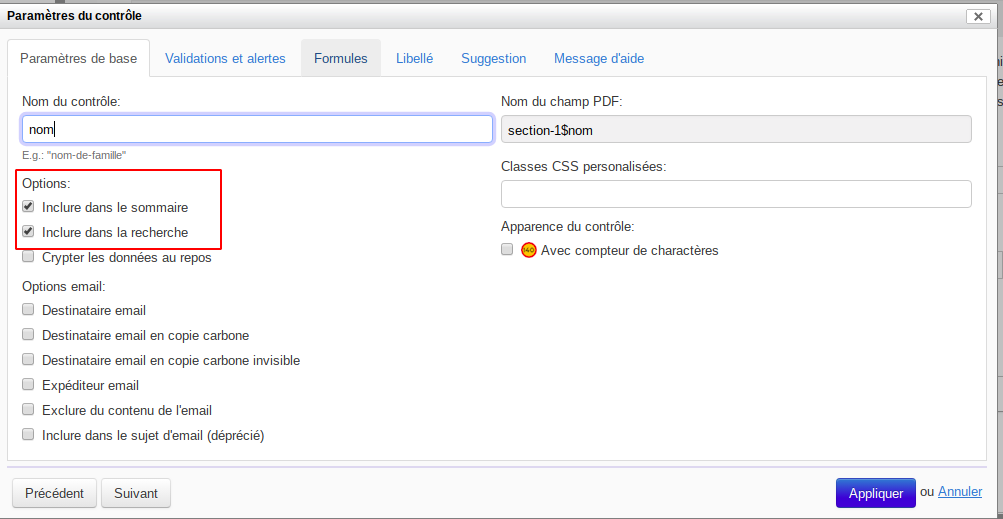 Paramètres du contrôle
Paramètres de base
Validations et alertes
Formules
Libellé
Suggestion
Message d'aide
Nom du contrôle:
nom
E.g.: "nom-de-famille"
Options:
Inclure dans le sommaire
Inclure dans la recherche
Crypter les données au repos
Options email:
Destinataire email
Destinataire email en copie carbone
Destinataire email en copie carbone invisible
Expéditeur email
Exclure du contenu de l'email
Inclure dans le sujet d'email (déprécié)
Nom du champ PDF:
section-1$nom
Classes CSS personalisées:
Apparence du contrôle:
140 Avec compteur de charactères
Précédent
Suivant
Appliquer ou Annuler